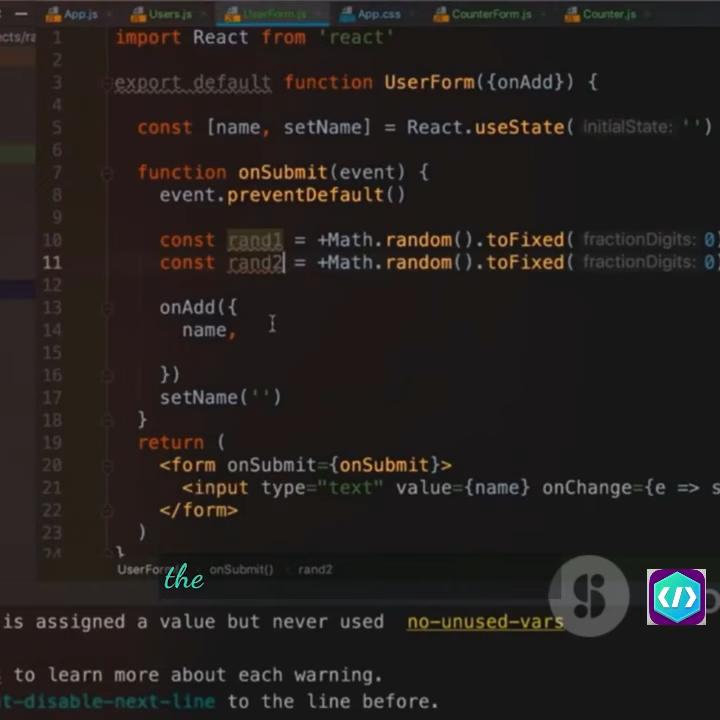 App.js Users.js UserForm.js App.css CounterForm.js Counter.js
1 import React from 'react'
2
3 export default function UserForm({onAdd}) {
4
5 const [name, setName] = React.useState( initialState: '')
6
7 function onSubmit(event) {
8 event.preventDefault()
9
10 const rand1 = +Math.random().toFixed( fractionDigits: 0)
11 const rand2 = +Math.random().toFixed( fractionDigits: 0
12
13 onAdd({
14 name,
15
16 })
17 setName('')
18 }
19 return (
20 <form onSubmit={onSubmit}>
21 <input type="text" value={name} onChange={e => s
22 </form>
23 )
24 }
UserForm onSubmit() rand2
the
is assigned a value but never used no-unused-vars
to learn more about each warning.
t-disable-next-line to the line before.